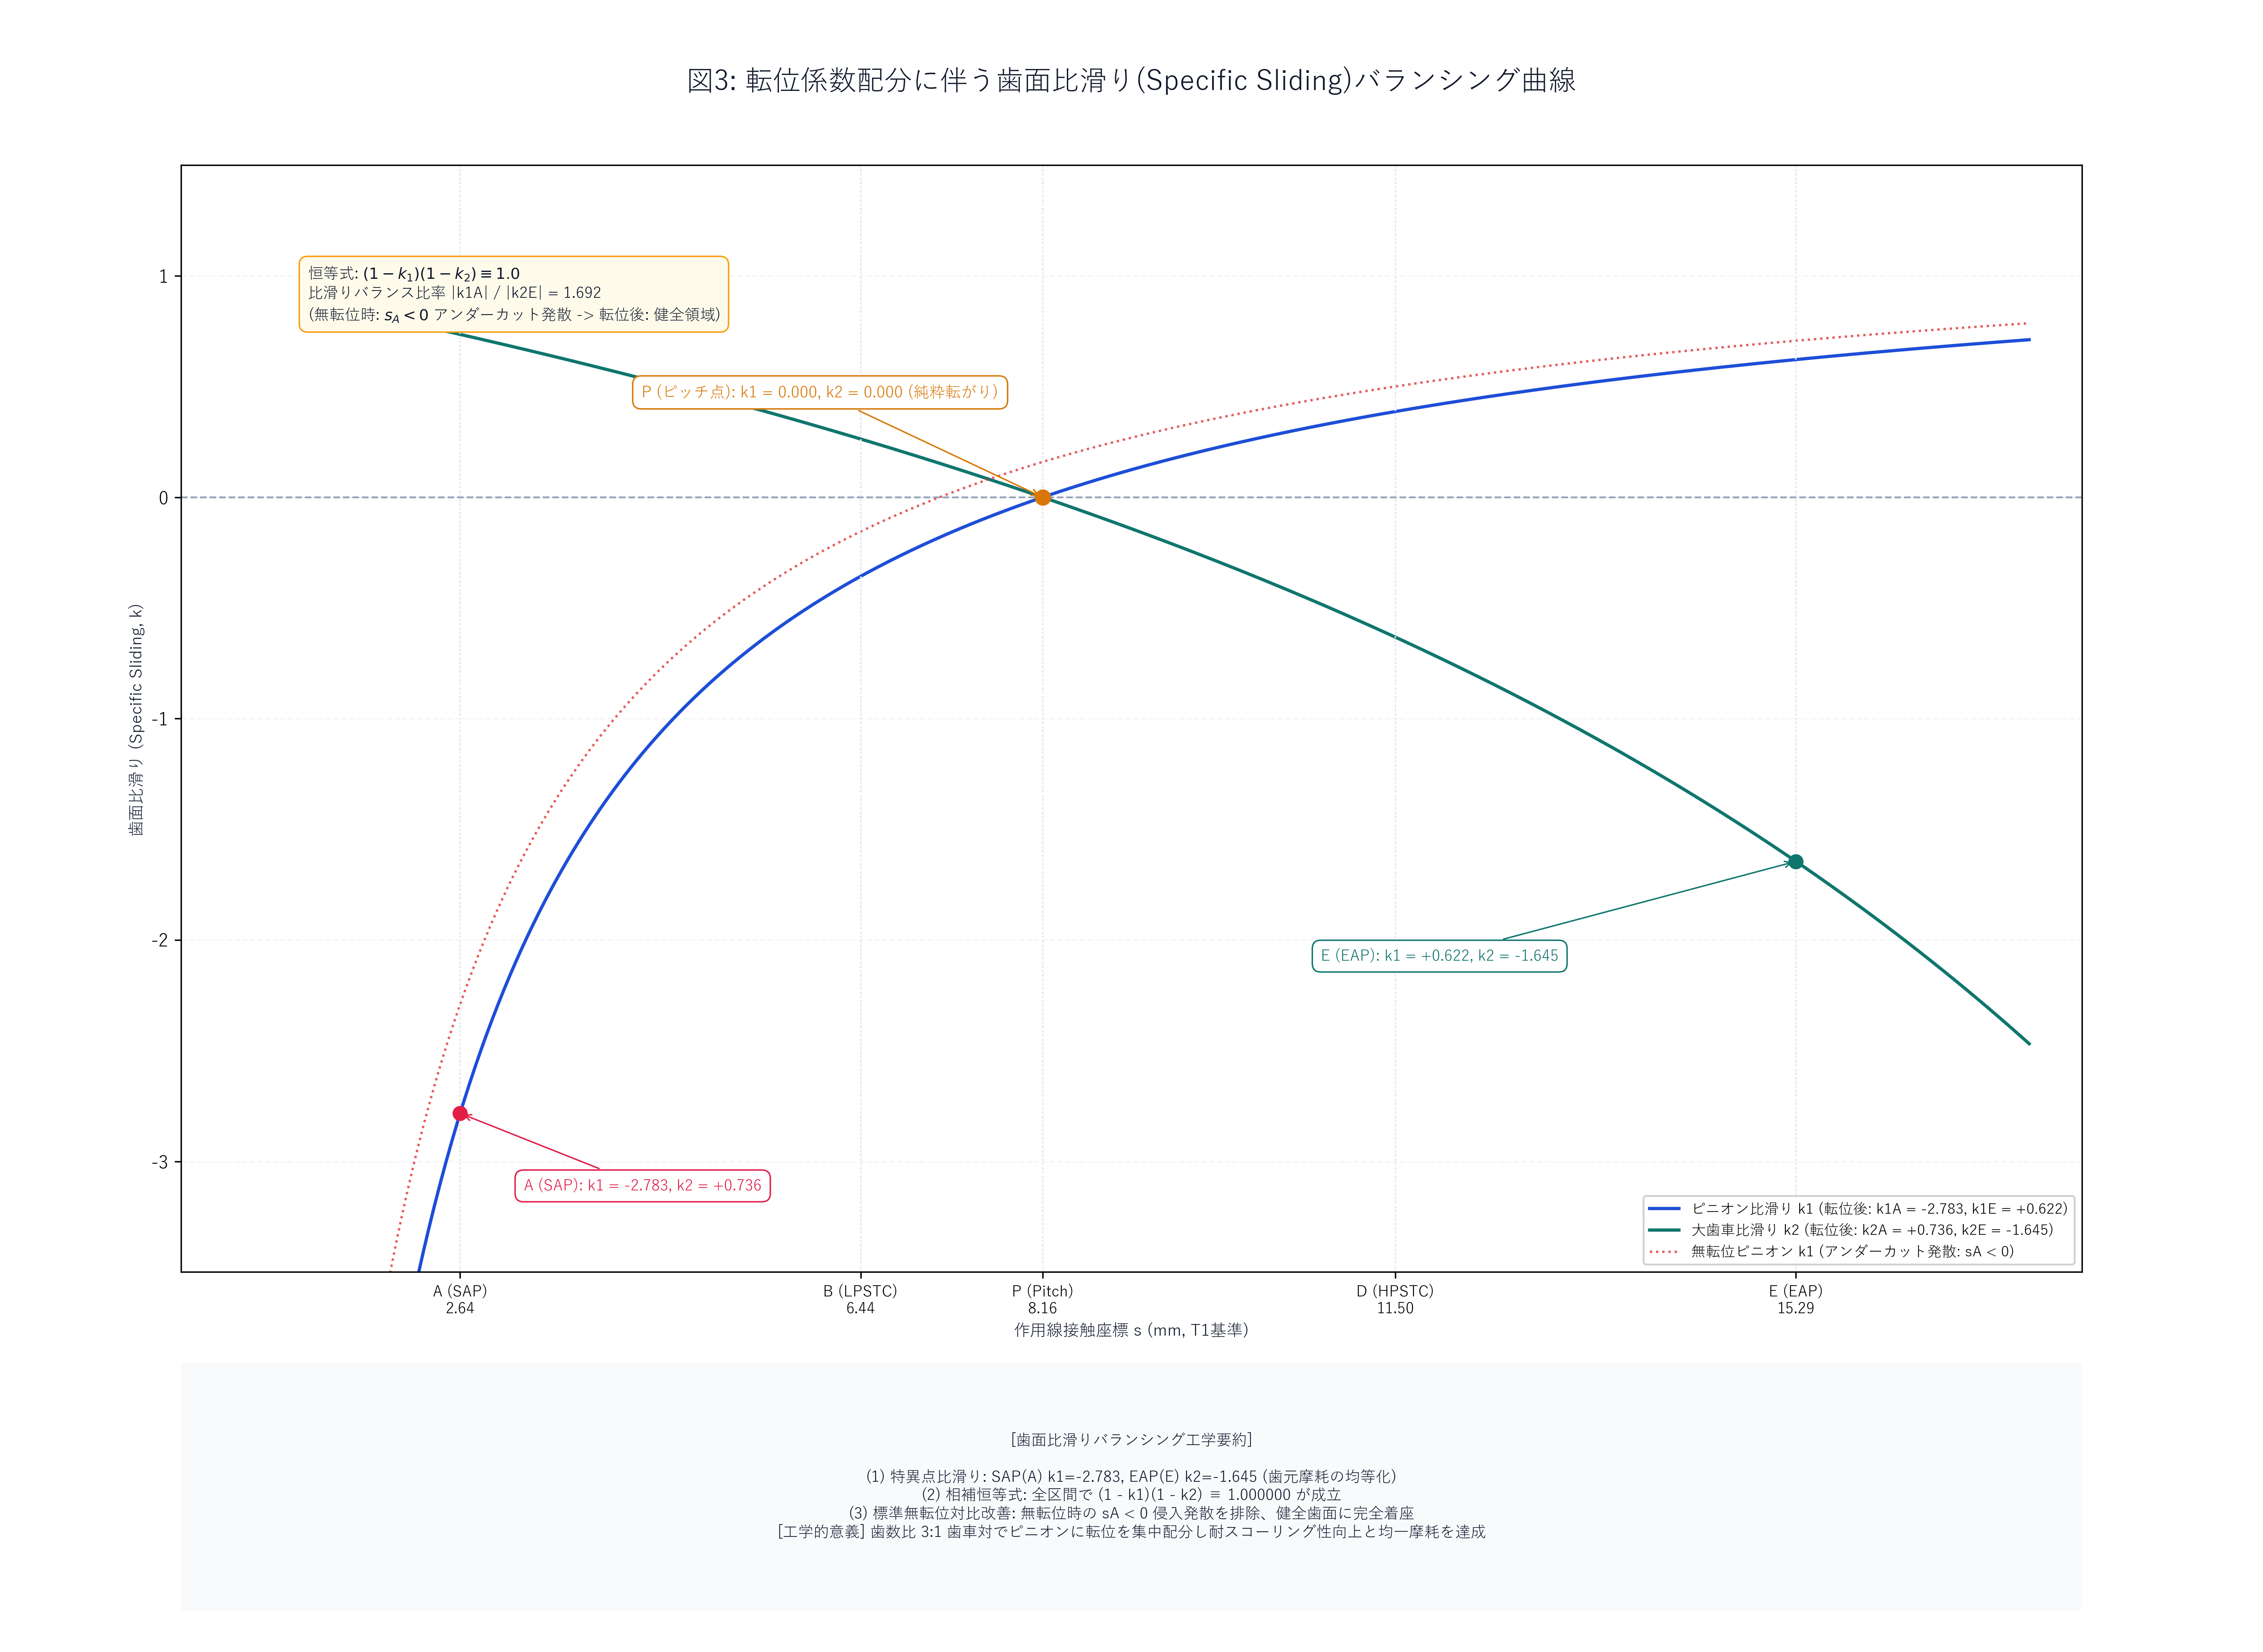 図3: 転位係数配分に伴う歯面比滑り(Specific Sliding)バランシング曲線
恒等式: (1 − k₁)(1 − k₂) ≡ 1.0
比滑りバランス比率 |k1A| / |k2E| = 1.692
(無転位時: s_A < 0 アンダーカット発散 -> 転位後: 健全領域)
P (ピッチ点): k1 = 0.000, k2 = 0.000 (純粋転がり)
E (EAP): k1 = +0.622, k2 = -1.645
A (SAP): k1 = -2.783, k2 = +0.736
歯面比滑り (Specific Sliding, k)
1
0
-1
-2
-3
ピニオン比滑り k1 (転位後: k1A = -2.783, k1E = +0.622)
大歯車比滑り k2 (転位後: k2A = +0.736, k2E = -1.645)
無転位ピニオン k1 (アンダーカット発散: sA < 0)
A (SAP)
2.64
B (LPSTC)
6.44
P (Pitch)
8.16
D (HPSTC)
11.50
E (EAP)
15.29
作用線接触座標 s (mm, T1基準)
[歯面比滑りバランシング工学要約]
(1) 特異点比滑り: SAP(A) k1=-2.783, EAP(E) k2=-1.645 (歯元摩耗の均等化)
(2) 相補恒等式: 全区間で (1 - k1)(1 - k2) ≡ 1.000000 が成立
(3) 標準無転位対比改善: 無転位時の sA < 0 侵入発散を排除、健全歯面に完全着座
[工学的意義] 歯数比 3:1 歯車対でピニオンに転位を集中配分し耐スコーリング性向上と均一摩耗を達成